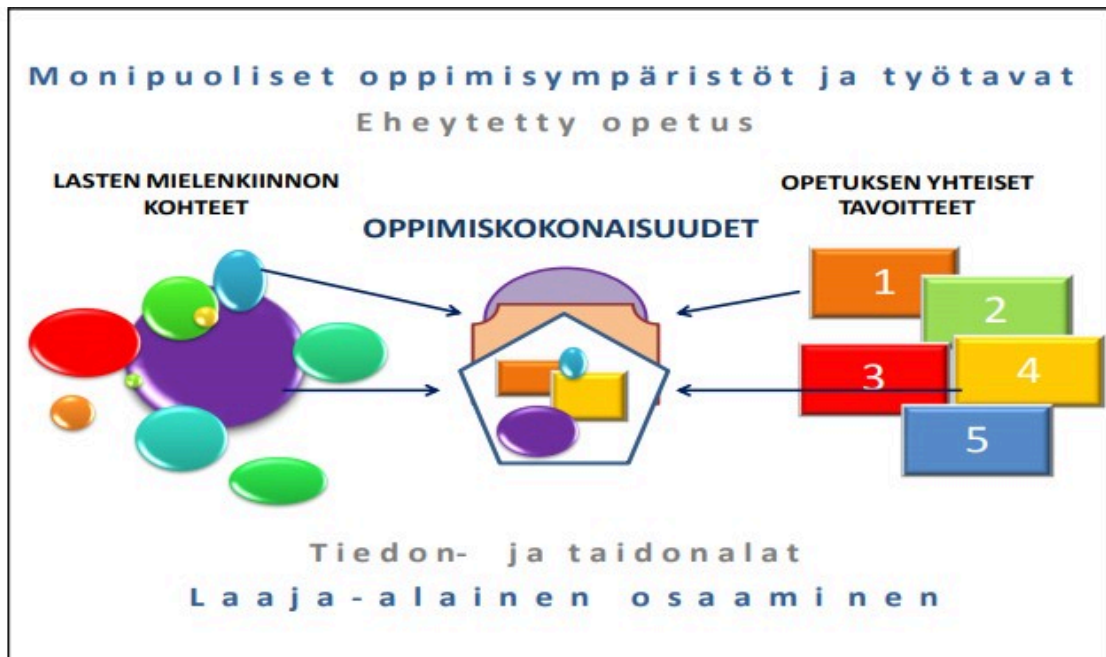 Monipuoliset oppimisympäristöt ja työtavat
Eheytetty opetus
LASTEN MIELENKIINNON
KOHTEET
OPPIMISKOKONAISUUDET
OPETUKSEN YHTEISET
TAVOITTEET
1
2
3
4
5
Tiedon- ja taidonalat
Laaja-alainen osaaminen